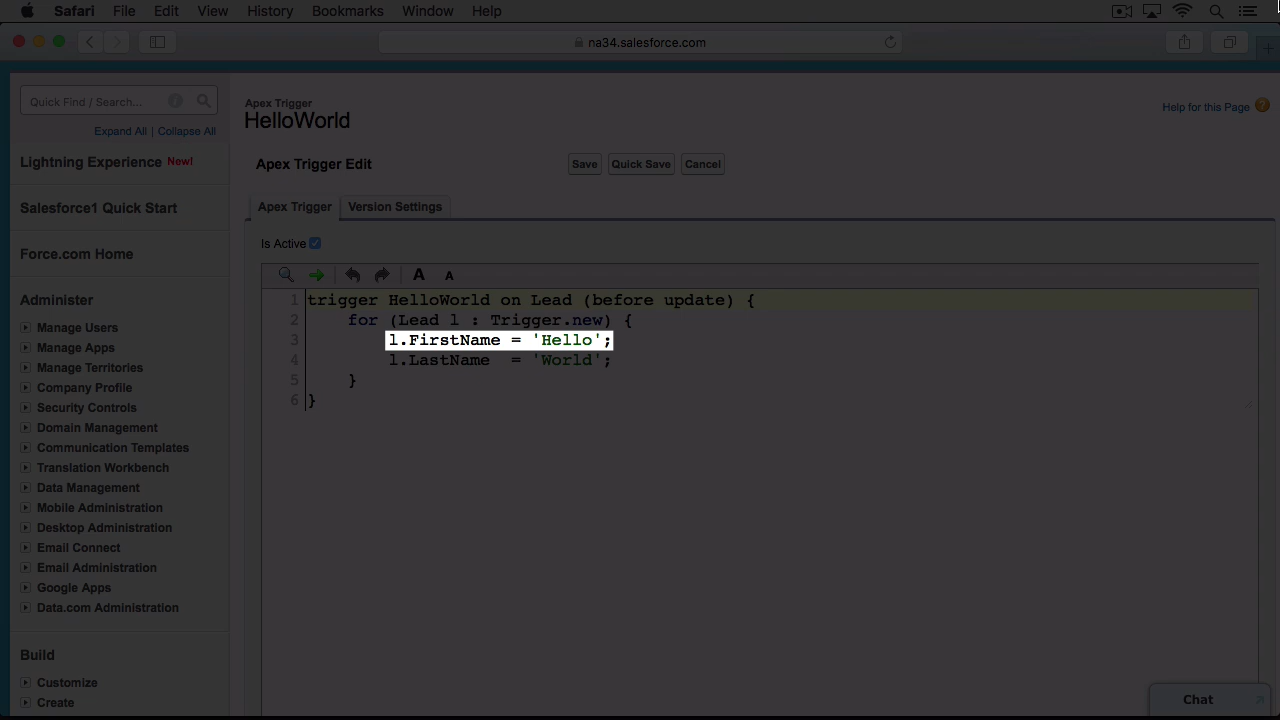 Safari File Edit View History Bookmarks Window Help
na34.salesforce.com
Quick Find / Search...
Expand All | Collapse All
Lightning Experience New!
Salesforce1 Quick Start
Force.com Home
Administer
Manage Users
Manage Apps
Manage Territories
Company Profile
Security Controls
Domain Management
Communication Templates
Translation Workbench
Data Management
Mobile Administration
Desktop Administration
Email Connect
Email Administration
Google Apps
Data.com Administration
Build
Customize
Create
Apex Trigger
HelloWorld
Help for this Page
Apex Trigger Edit
Save Quick Save Cancel
Apex Trigger Version Settings
Is Active
A A
1 trigger HelloWorld on Lead (before update) {
2 for (Lead l : Trigger.new) {
3 l.FirstName = 'Hello';
4 l.LastName = 'World';
5 }
6 }
Chat